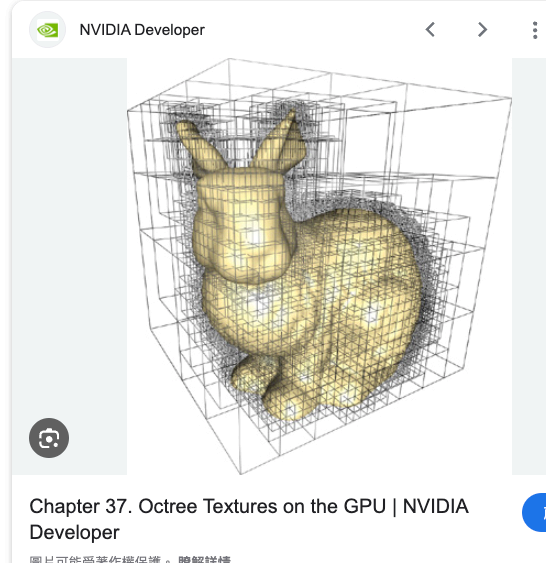 NVIDIA Developer
Chapter 37. Octree Textures on the GPU | NVIDIA
Developer
圖片可能受著作權保護。 瞭解詳情